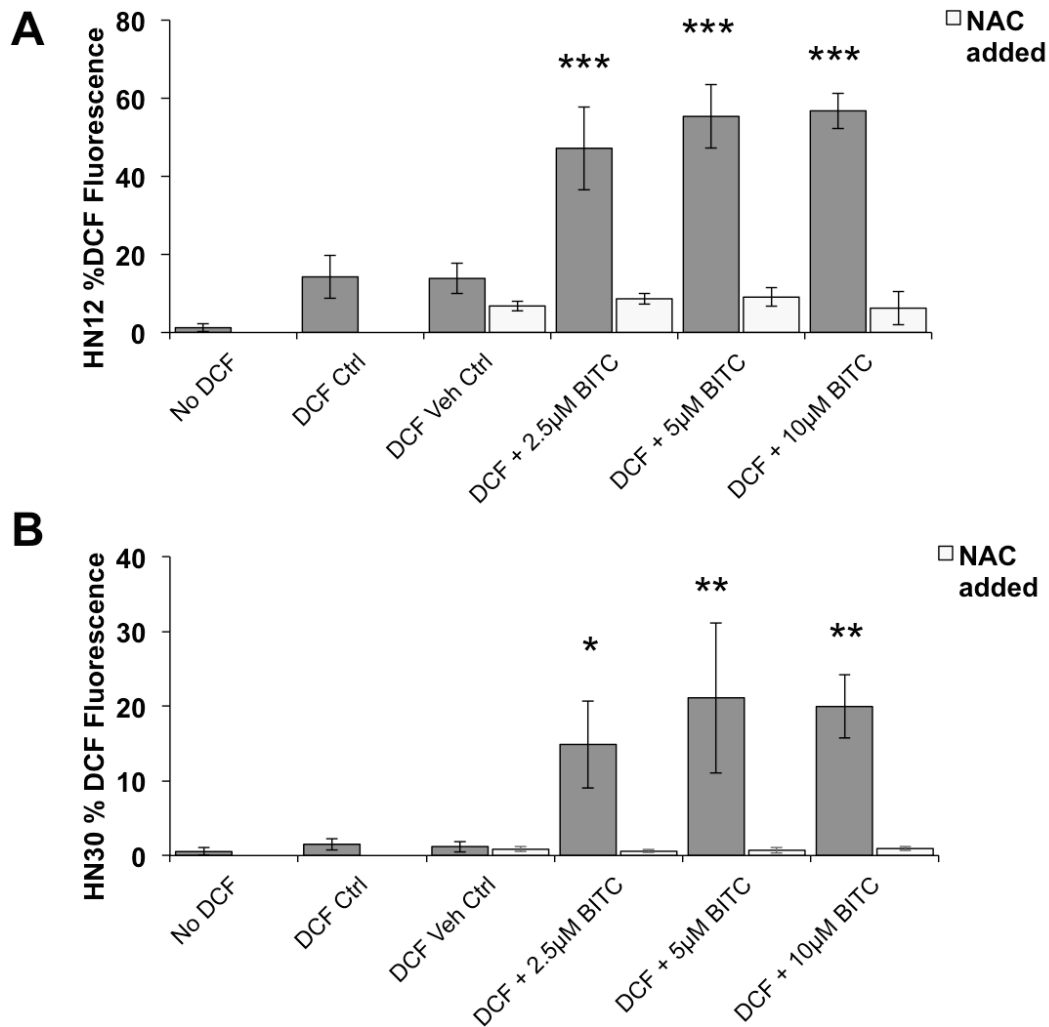 A
NAC
added
HN12 %DCF Fluorescence
80
60
40
20
0
***
***
***
No DCF
DCF Ctrl
DCF Veh Ctrl
DCF + 2.5µM BITC
DCF + 5µM BITC
DCF + 10µM BITC
B
NAC
added
HN30 % DCF Fluorescence
40
30
20
10
0
*
**
**
No DCF
DCF Ctrl
DCF Veh Ctrl
DCF + 2.5µM BITC
DCF + 5µM BITC
DCF + 10µM BITC